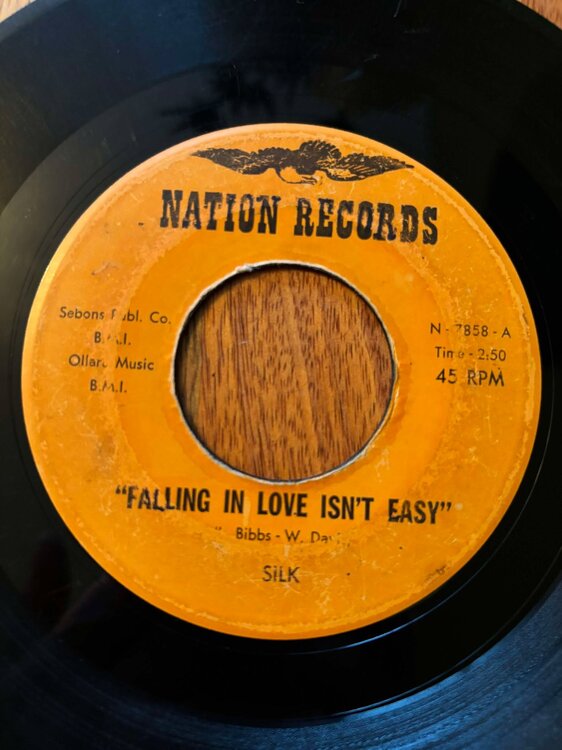 NATION RECORDS
Sebons Publ. Co.
B.M.I.
Ollara Music
B.M.I.
N - 7858 - A
Time - 2:50
45 RPM
"FALLING IN LOVE ISN'T EASY"
Bibbs - W.
SiLK